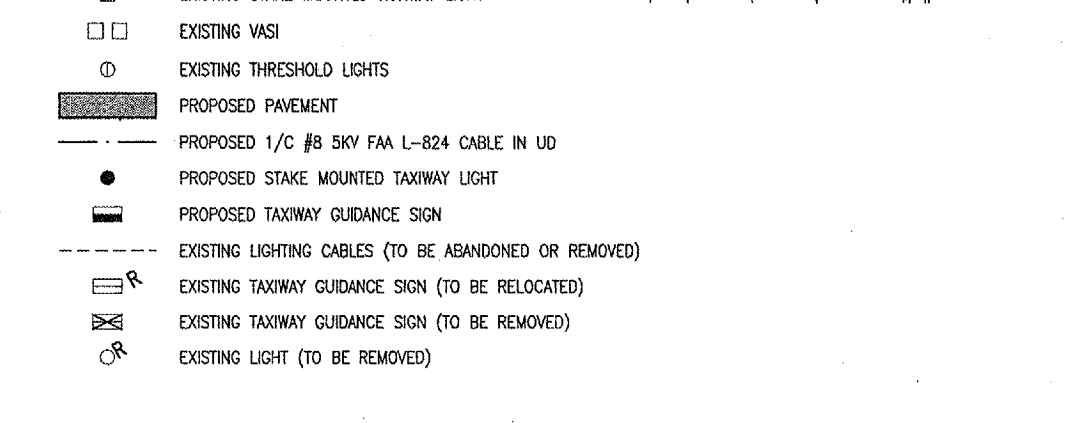 EXISTING VASI
EXISTING THRESHOLD LIGHTS
PROPOSED PAVEMENT
PROPOSED 1/C #8 5KV FAA L-824 CABLE IN UD
PROPOSED STAKE MOUNTED TAXIWAY LIGHT
PROPOSED TAXIWAY GUIDANCE SIGN
EXISTING LIGHTING CABLES (TO BE ABANDONED OR REMOVED)
R EXISTING TAXIWAY GUIDANCE SIGN (TO BE RELOCATED)
EXISTING TAXIWAY GUIDANCE SIGN (TO BE REMOVED)
R EXISTING LIGHT (TO BE REMOVED)